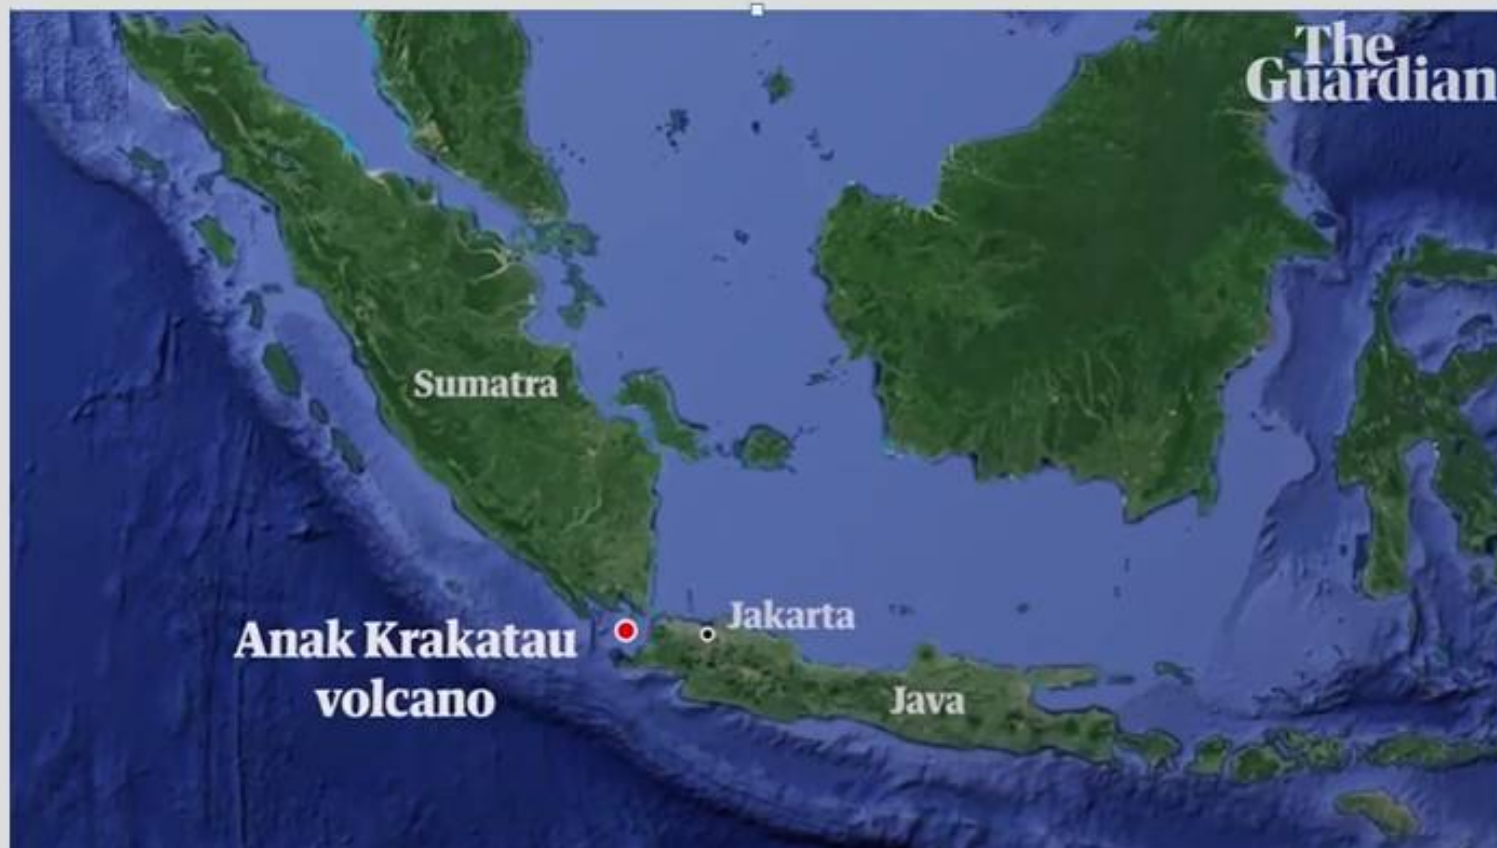 The
Guardian
Sumatra
Jakarta
Anak Krakatau
volcano
Java